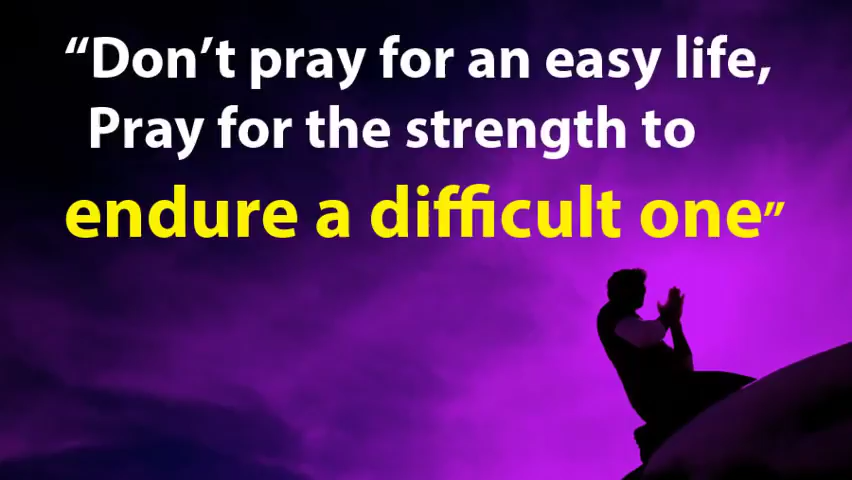 “Don’t pray for an easy life,
Pray for the strength to
endure a difficult one”